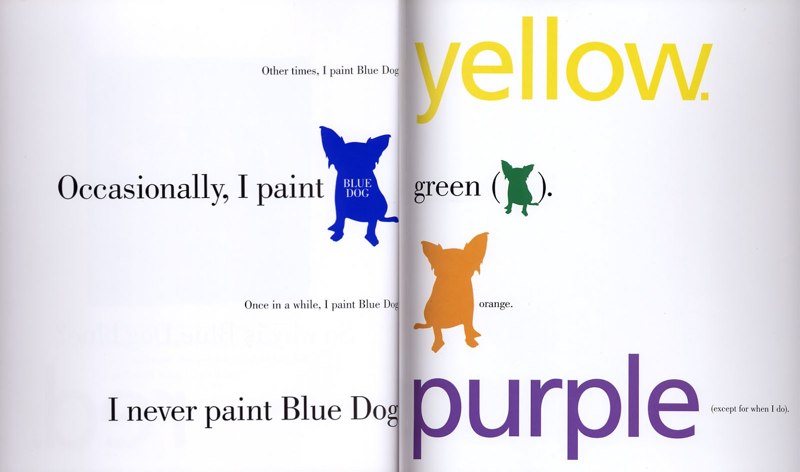 Other times, I paint Blue Dog yellow.
Occasionally, I paint BLUE DOG green ( ).
Once in a while, I paint Blue Dog orange.
I never paint Blue Dog purple (except for when I do).